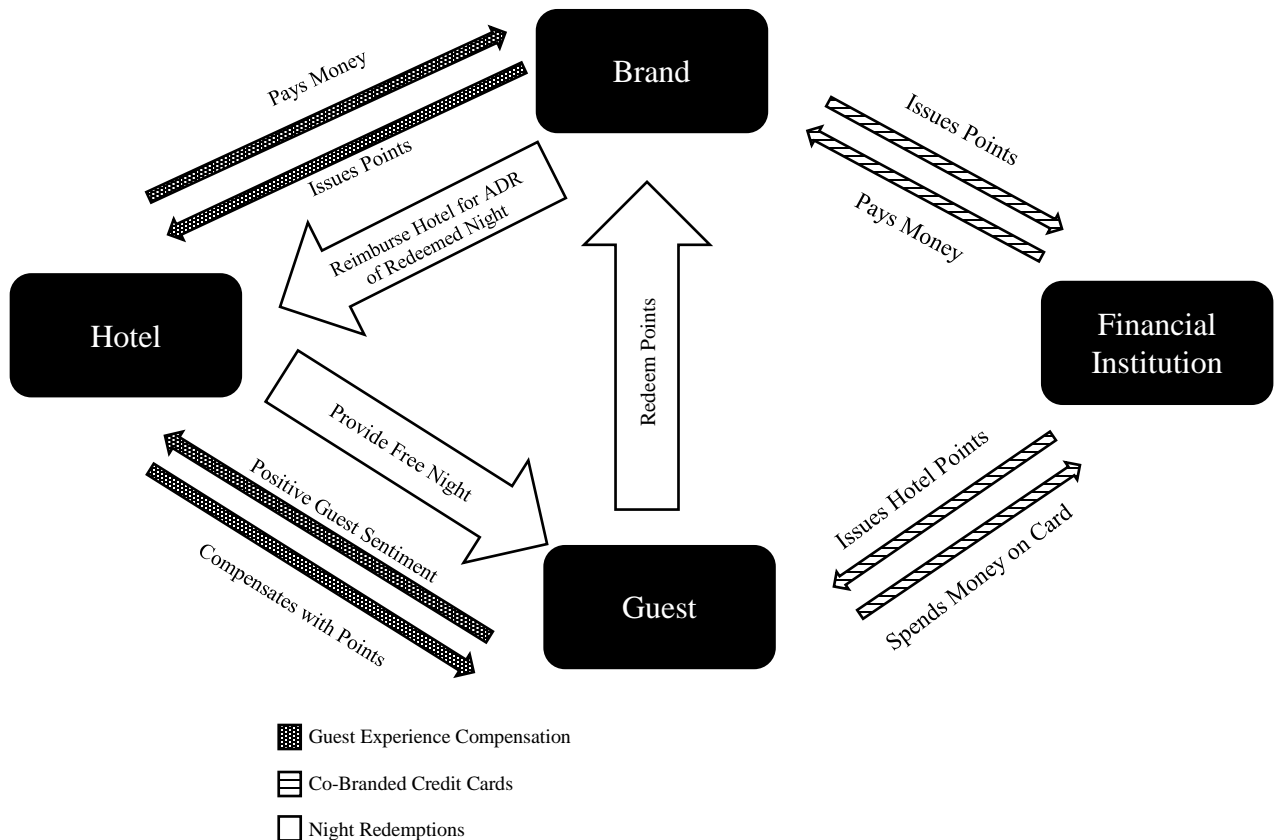 Brand
Pays Money
Issues Points
Issues Points
Pays Money
Reimburse Hotel for ADR
of Redeemed Night
Hotel
Financial
Institution
Redeem Points
Provide Free Night
Positive Guest Sentiment
Compensates with Points
Issues Hotel Points
Spends Money on Card
Guest
Guest Experience Compensation
Co-Branded Credit Cards
Night Redemptions